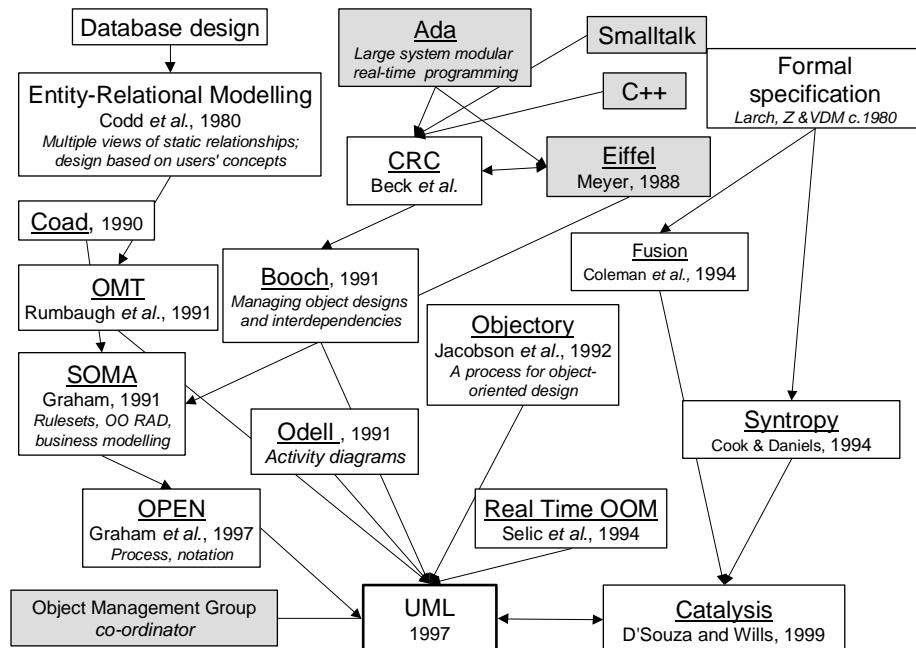 Database design
Ada
Large system modular
real-time programming
Smalltalk
C++
Formal
specification
Larch, Z &VDM c.1980
Entity-Relational Modelling
Codd et al., 1980
Multiple views of static relationships;
design based on users' concepts
CRC
Beck et al.
Eiffel
Meyer, 1988
Coad, 1990
OMT
Rumbaugh et al., 1991
Booch, 1991
Managing object designs
and interdependencies
Fusion
Coleman et al., 1994
Objectory
Jacobson et al., 1992
A process for object-
oriented design
SOMA
Graham, 1991
Rulesets, OO RAD,
business modelling
Odell , 1991
Activity diagrams
Syntropy
Cook & Daniels, 1994
OPEN
Graham et al., 1997
Process, notation
Real Time OOM
Selic et al., 1994
Object Management Group
co-ordinator
UML
1997
Catalysis
D'Souza and Wills, 1999